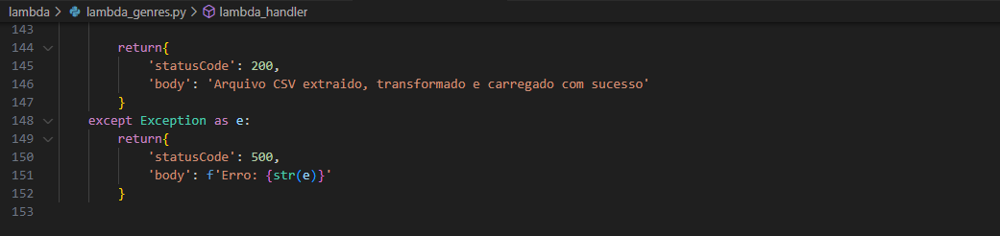 lambda > lambda_genres.py > lambda_handler
143
144 return{
145 'statusCode': 200,
146 'body': 'Arquivo CSV extraido, transformado e carregado com sucesso'
147 }
148 except Exception as e:
149 return{
150 'statusCode': 500,
151 'body': f'Erro: {str(e)}'
152 }
153